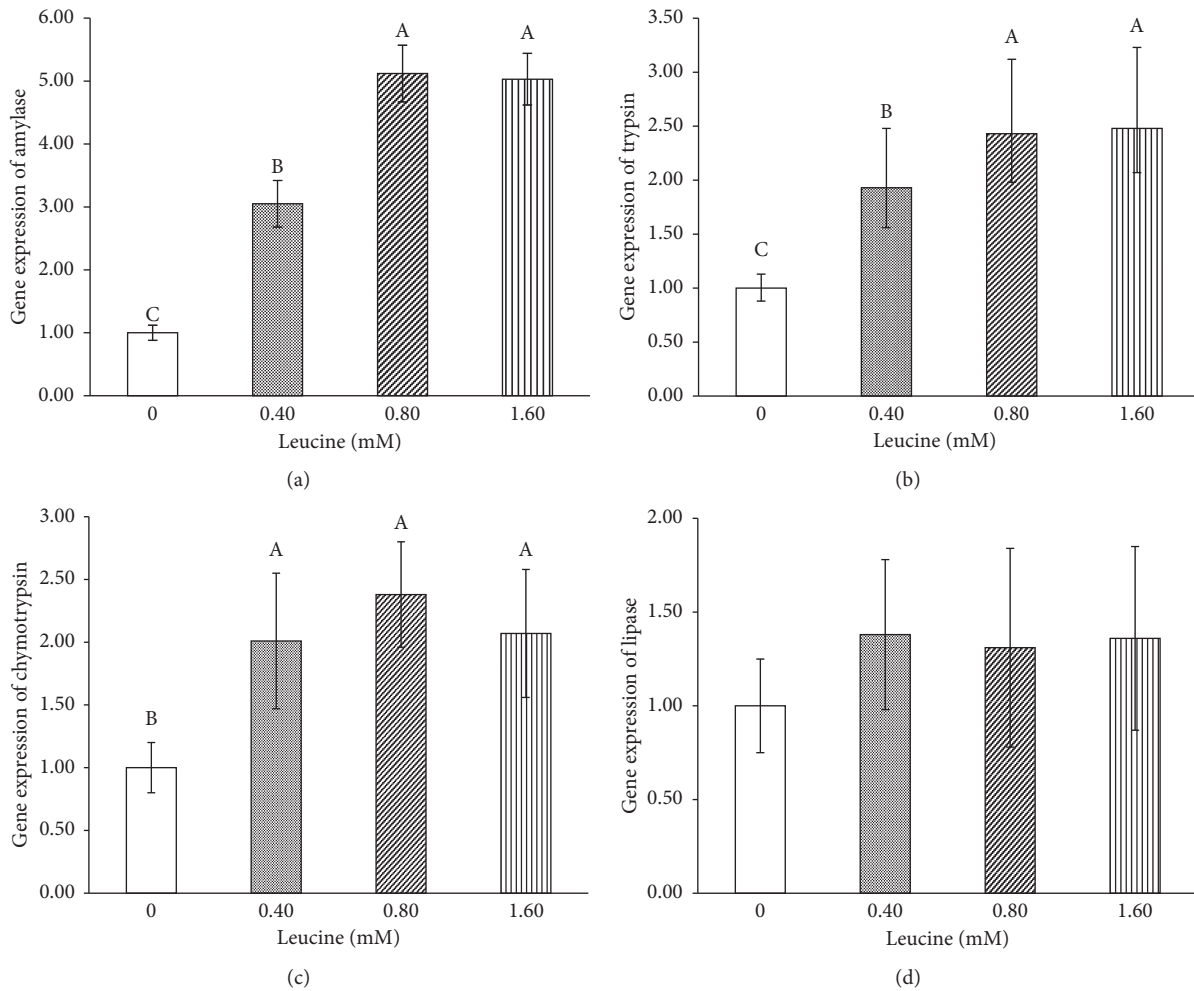 Gene expression of amylase
6.00
5.00
4.00
3.00
2.00
1.00
0.00
C
B
A
A
0 0.40 0.80 1.60
Leucine (mM)
(a)
Gene expression of trypsin
3.50
3.00
2.50
2.00
1.50
1.00
0.50
0.00
C
B
A
A
0 0.40 0.80 1.60
Leucine (mM)
(b)
Gene expression of chymotrypsin
3.00
2.50
2.00
1.50
1.00
0.50
0.00
B
A
A
A
0 0.40 0.80 1.60
Leucine (mM)
(c)
Gene expression of lipase
2.00
1.50
1.00
0.50
0.00
0 0.40 0.80 1.60
Leucine (mM)
(d)